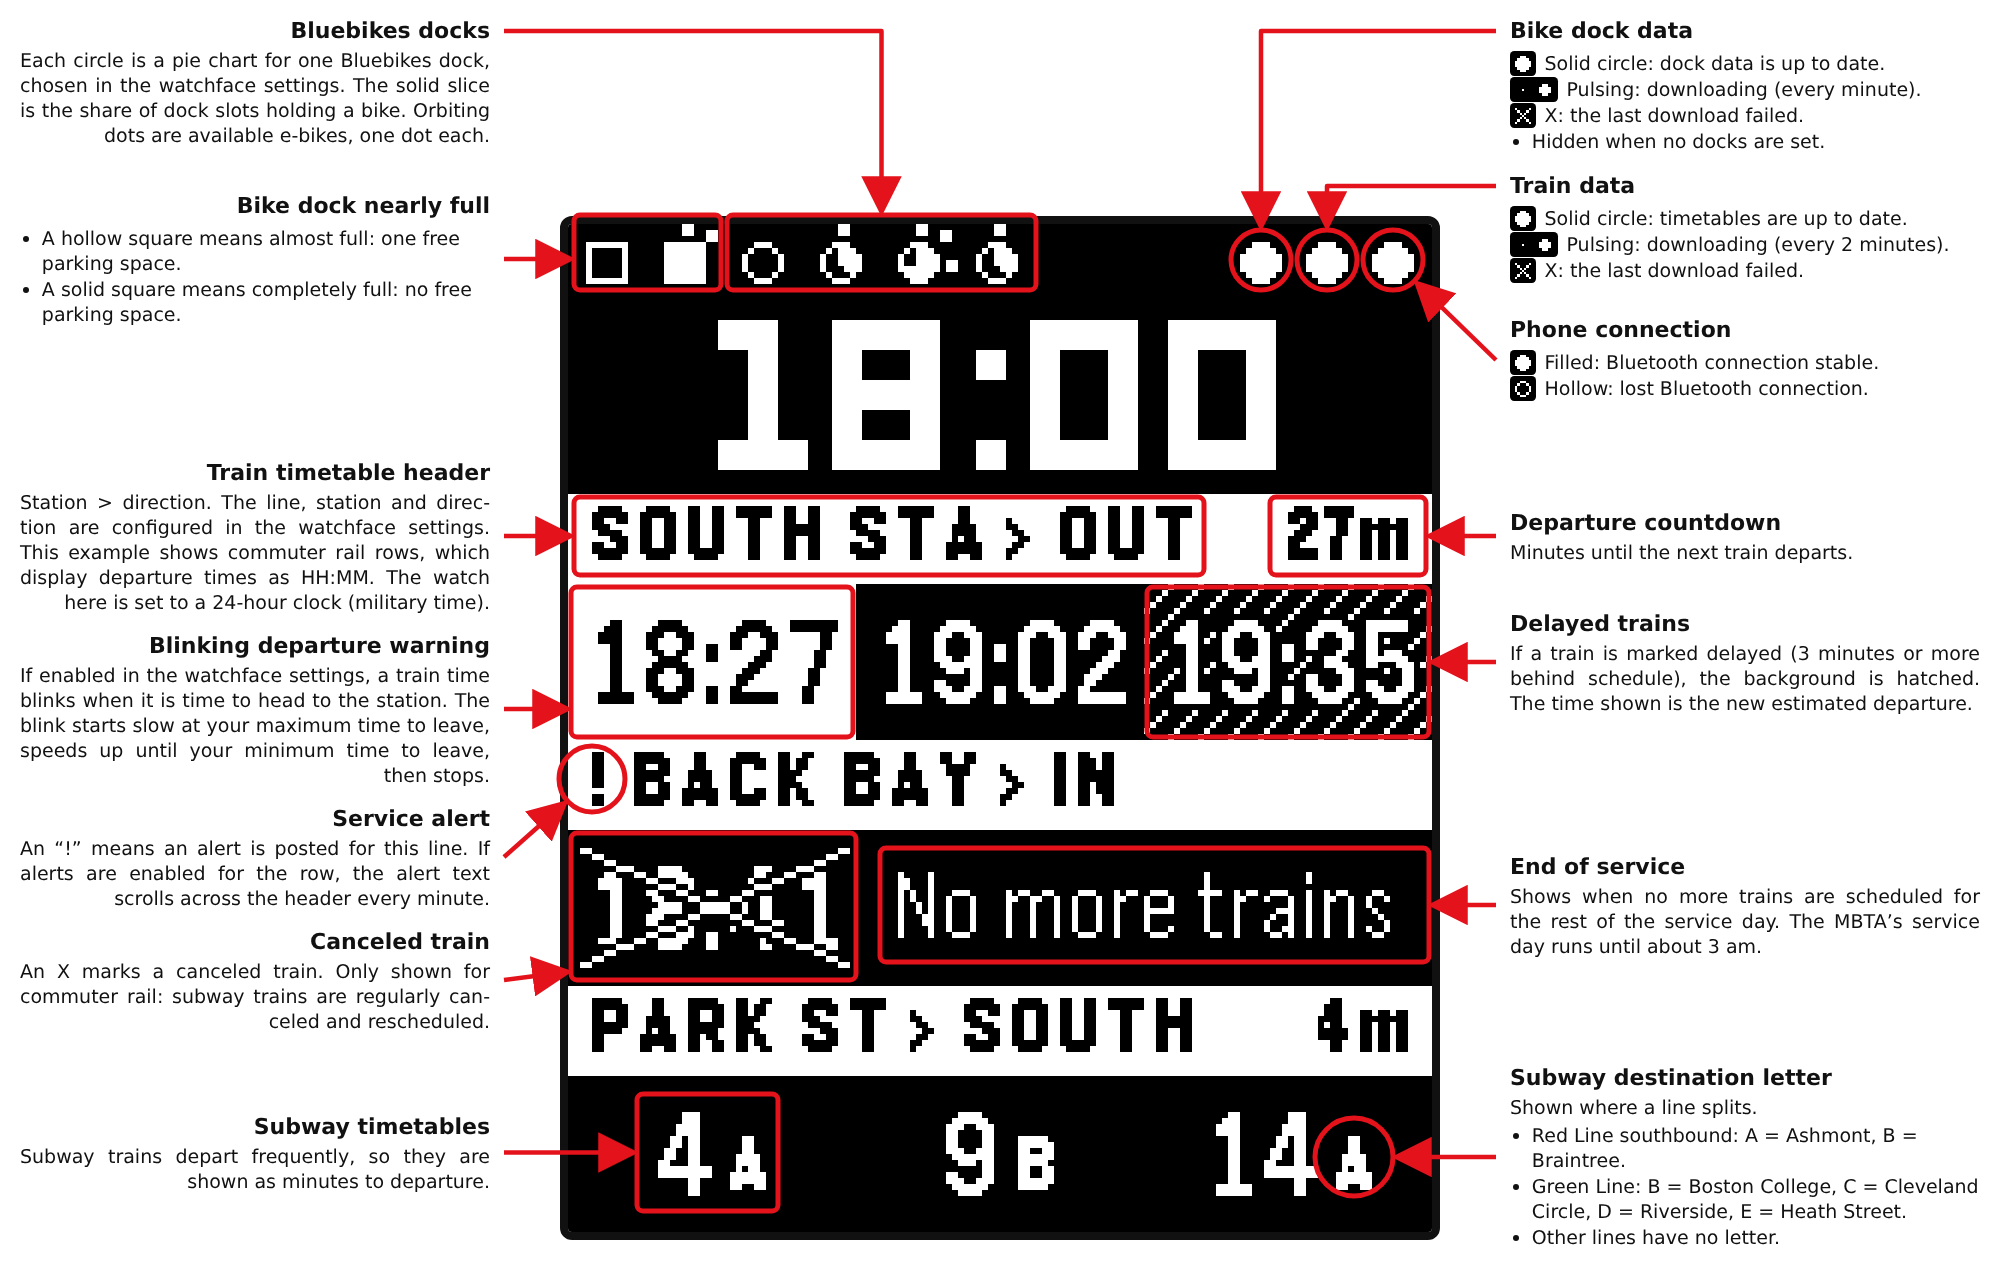 Bluebikes docks
Each circle is a pie chart for one Bluebikes dock,
chosen in the watchface settings. The solid slice
is the share of dock slots holding a bike. Orbiting
dots are available e-bikes, one dot each.
Bike dock nearly full
• A hollow square means almost full: one free
parking space.
• A solid square means completely full: no free
parking space.
Train timetable header
Station > direction. The line, station and direc-
tion are configured in the watchface settings.
This example shows commuter rail rows, which
display departure times as HH:MM. The watch
here is set to a 24-hour clock (military time).
Blinking departure warning
If enabled in the watchface settings, a train time
blinks when it is time to head to the station. The
blink starts slow at your maximum time to leave,
speeds up until your minimum time to leave,
then stops.
Service alert
An “!” means an alert is posted for this line. If
alerts are enabled for the row, the alert text
scrolls across the header every minute.
Canceled train
An X marks a canceled train. Only shown for
commuter rail: subway trains are regularly can-
celed and rescheduled.
Subway timetables
Subway trains depart frequently, so they are
shown as minutes to departure.
18:00
SOUTH STA > OUT 27m
18:27 19:02 19:35
! BACK BAY > IN
No more trains
PARK ST > SOUTH 4m
4A 9B 14A
Bike dock data
Solid circle: dock data is up to date.
Pulsing: downloading (every minute).
X: the last download failed.
• Hidden when no docks are set.
Train data
Solid circle: timetables are up to date.
Pulsing: downloading (every 2 minutes).
X: the last download failed.
Phone connection
Filled: Bluetooth connection stable.
Hollow: lost Bluetooth connection.
Departure countdown
Minutes until the next train departs.
Delayed trains
If a train is marked delayed (3 minutes or more
behind schedule), the background is hatched.
The time shown is the new estimated departure.
End of service
Shows when no more trains are scheduled for
the rest of the service day. The MBTA’s service
day runs until about 3 am.
Subway destination letter
Shown where a line splits.
• Red Line southbound: A = Ashmont, B =
Braintree.
• Green Line: B = Boston College, C = Cleveland
Circle, D = Riverside, E = Heath Street.
• Other lines have no letter.